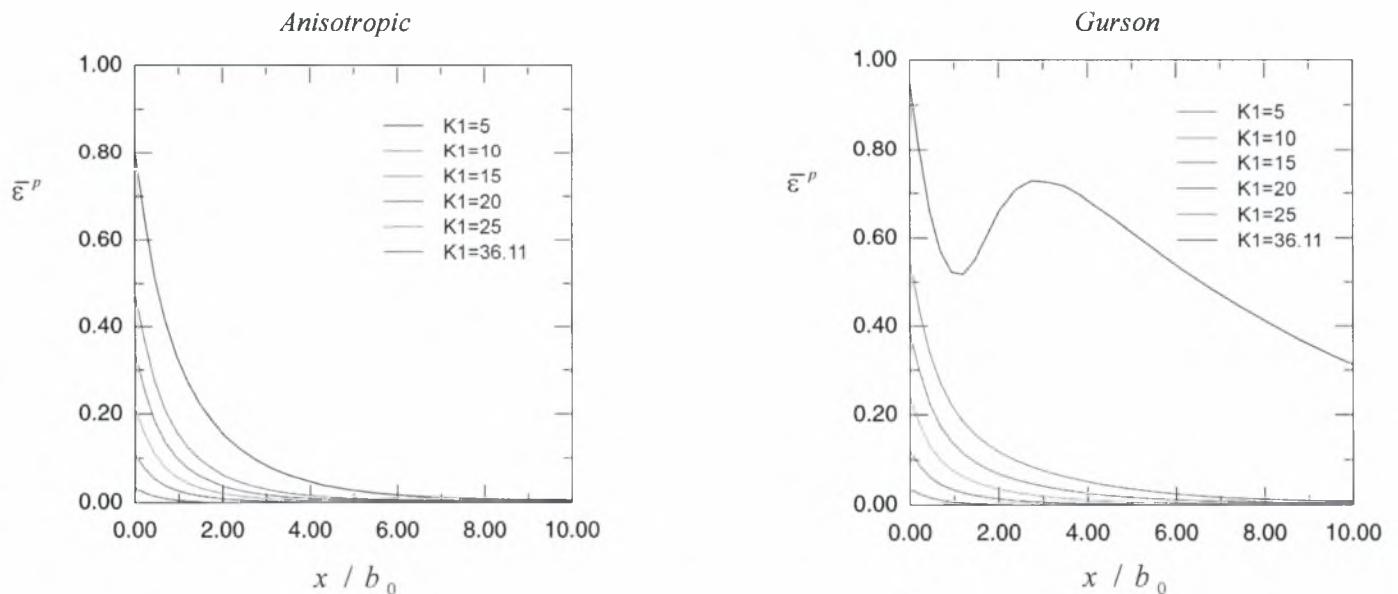 Anisotropic
1.00
0.80
0.60
0.40
0.20
0.00
ε̄ᵖ
K1=5
K1=10
K1=15
K1=20
K1=25
K1=36.11
0.00 2.00 4.00 6.00 8.00 10.00
x / b₀
Gurson
1.00
0.80
0.60
0.40
0.20
0.00
ε̄ᵖ
K1=5
K1=10
K1=15
K1=20
K1=25
K1=36.11
0.00 2.00 4.00 6.00 8.00 10.00
x / b₀